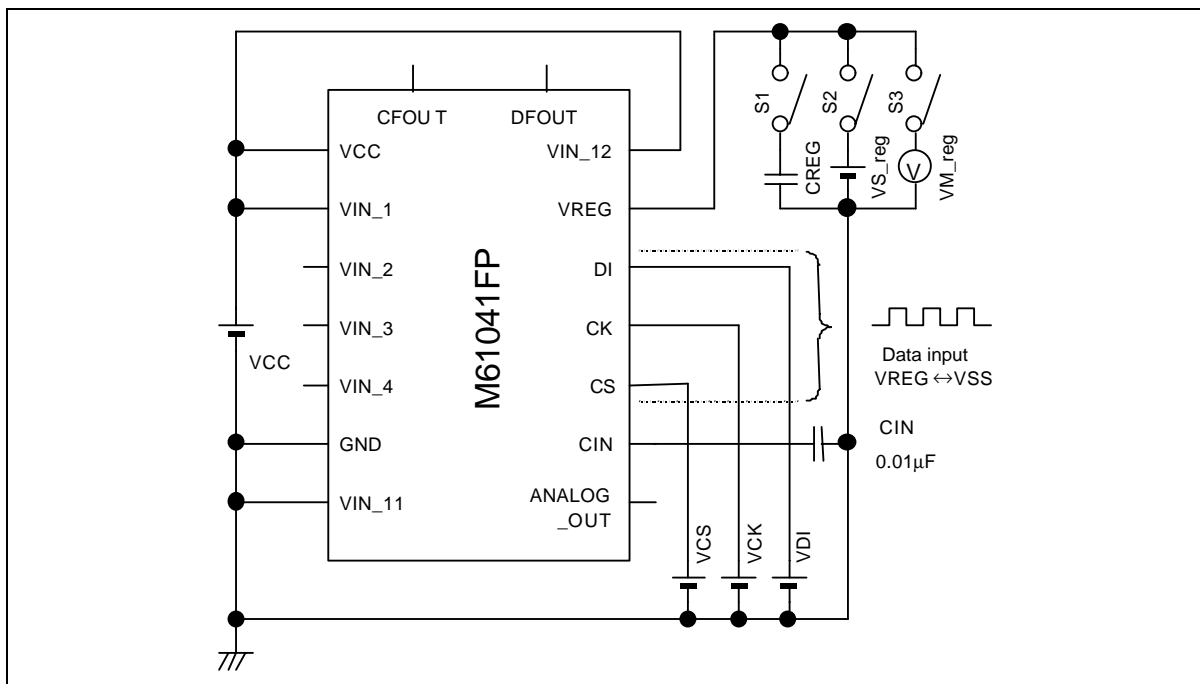 CFOU T
DFOUT
VCC
VIN_1
VIN_2
VIN_3
VIN_4
GND
VIN_11
VCC
M61041FP
VIN_12
VREG
DI
CK
CS
CIN
ANALOG
_OUT
S1
S2
S3
CREG
VS_reg
V
VM_reg
Data input
VREG ↔VSS
CIN
0.01µF
VCS
VCK
VDI